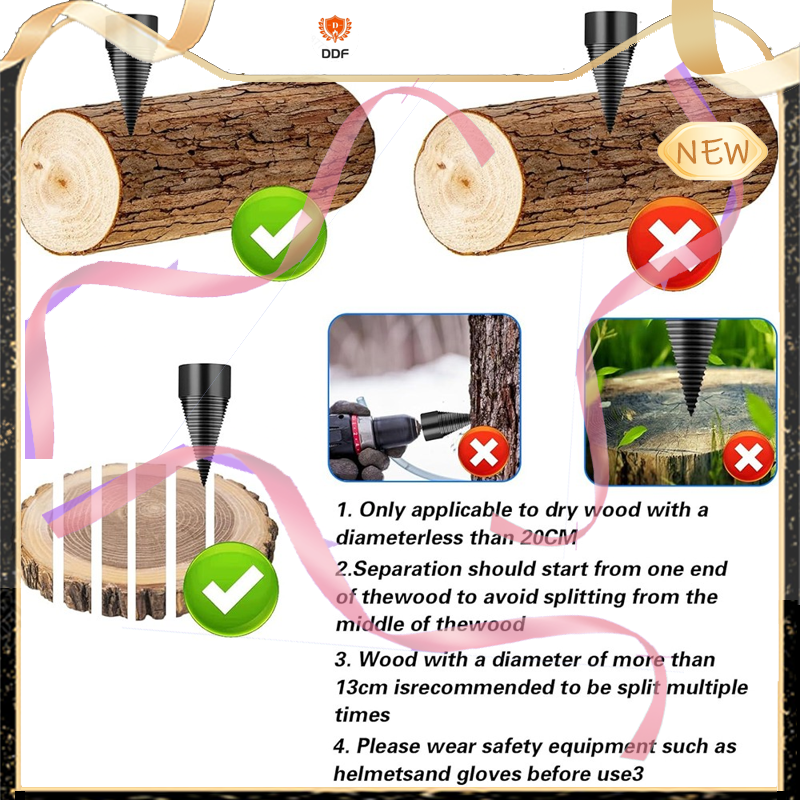 DDF
NEW
1. Only applicable to dry wood with a
diameterless than 20CM
2.Separation should start from one end
of thewood to avoid splitting from the
middle of thewood
3. Wood with a diameter of more than
13cm isrecommended to be split multiple
times
4. Please wear safety equipment such as
helmetsand gloves before use3